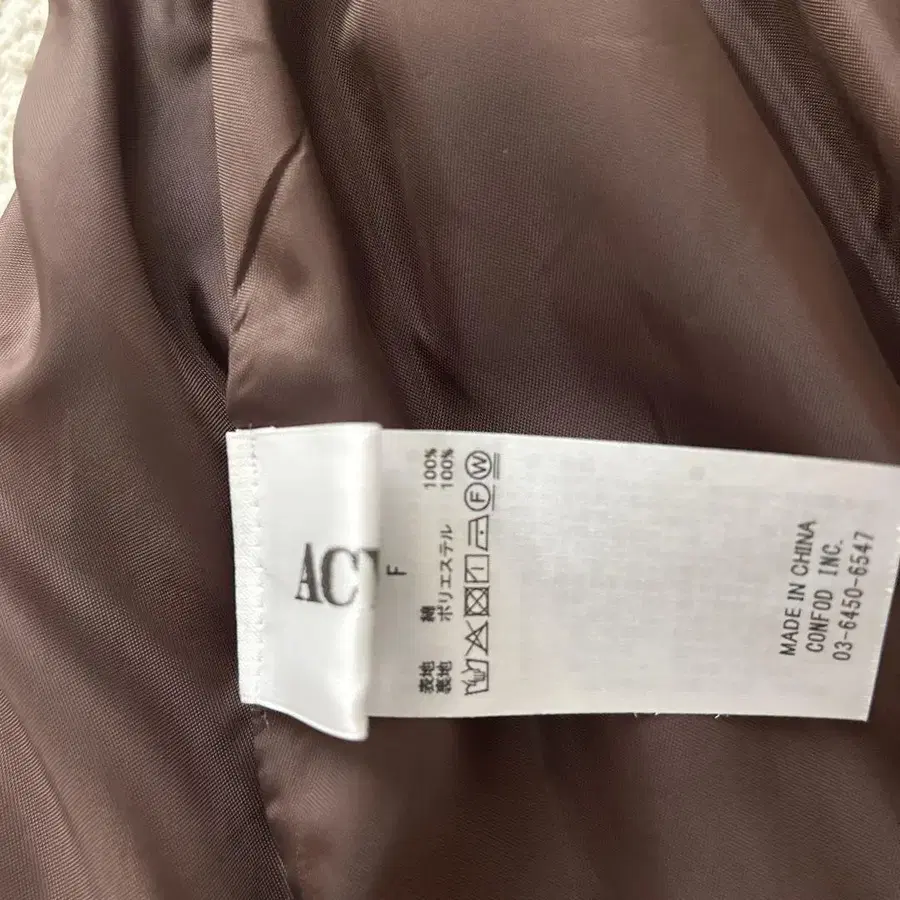 ACT
F
表地 綿 100%
裏地 ポリエステル 100%
MADE IN CHINA
CONFOD INC.
03-6450-6547